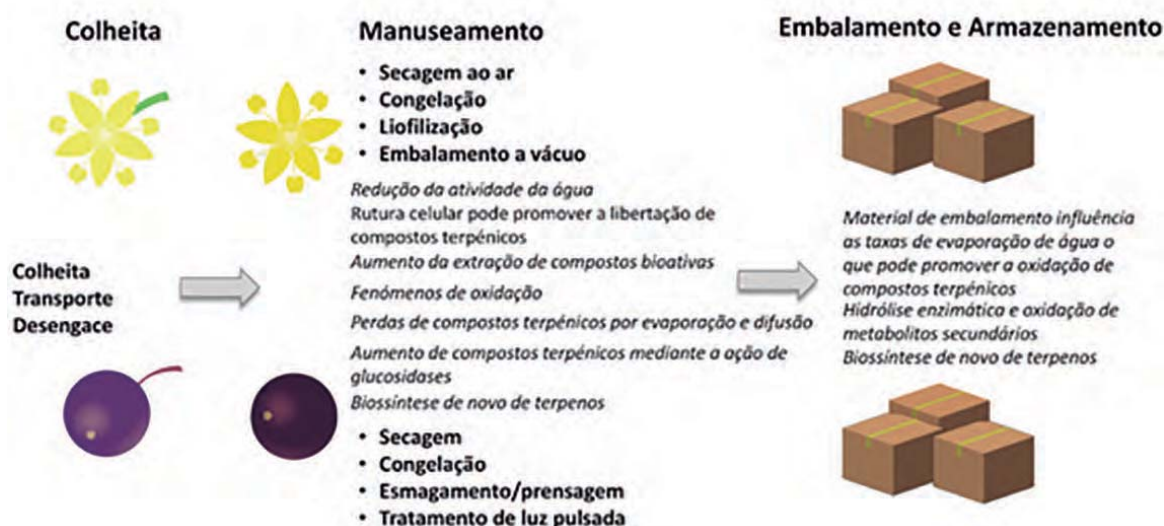 Colheita
Colheita
Transporte
Desengace
Manuseamento
• Secagem ao ar
• Congelação
• Liofilização
• Embalamento a vácuo
Redução da atividade da água
Rutura celular pode promover a libertação de
compostos terpénicos
Aumento da extração de compostos bioativas
Fenómenos de oxidação
Perdas de compostos terpénicos por evaporação e difusão
Aumento de compostos terpénicos mediante a ação de
glucosidases
Biossíntese de novo de terpenos
• Secagem
• Congelação
• Esmagamento/prensagem
• Tratamento de luz pulsada
Embalamento e Armazenamento
Material de embalamento influência
as taxas de evaporação de água o
que pode promover a oxidação de
compostos terpénicos
Hidrólise enzimática e oxidação de
metabolitos secundários
Biossíntese de novo de terpenos